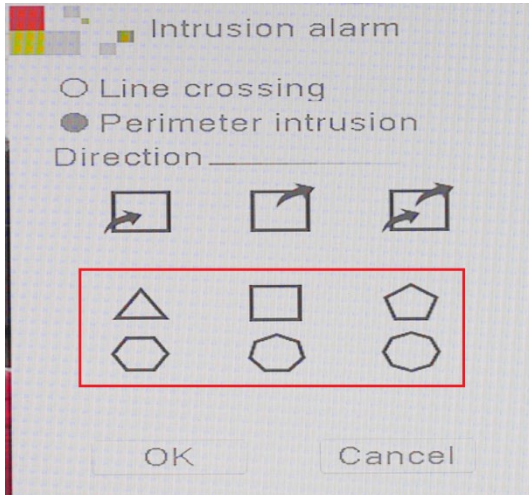 Intrusion alarm
Line crossing
Perimeter intrusion
Direction
OK
Cancel